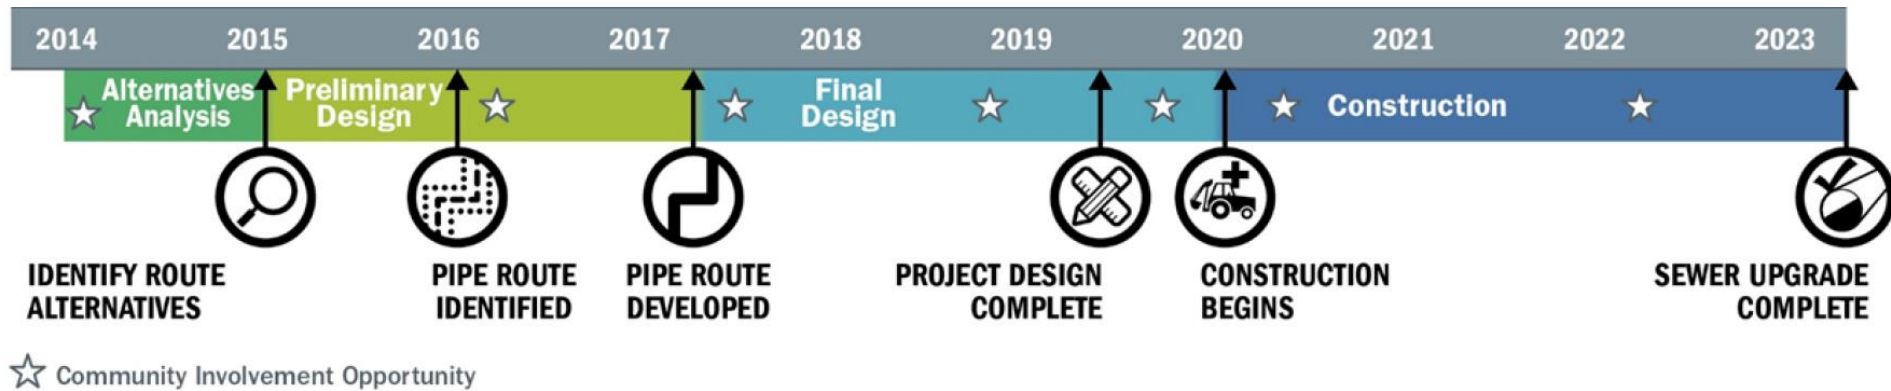 2014 2015 2016 2017 2018 2019 2020 2021 2022 2023
Alternatives
Analysis
Preliminary
Design
Final
Design
Construction
IDENTIFY ROUTE
ALTERNATIVES
PIPE ROUTE
IDENTIFIED
PIPE ROUTE
DEVELOPED
PROJECT DESIGN
COMPLETE
CONSTRUCTION
BEGINS
SEWER UPGRADE
COMPLETE
Community Involvement Opportunity